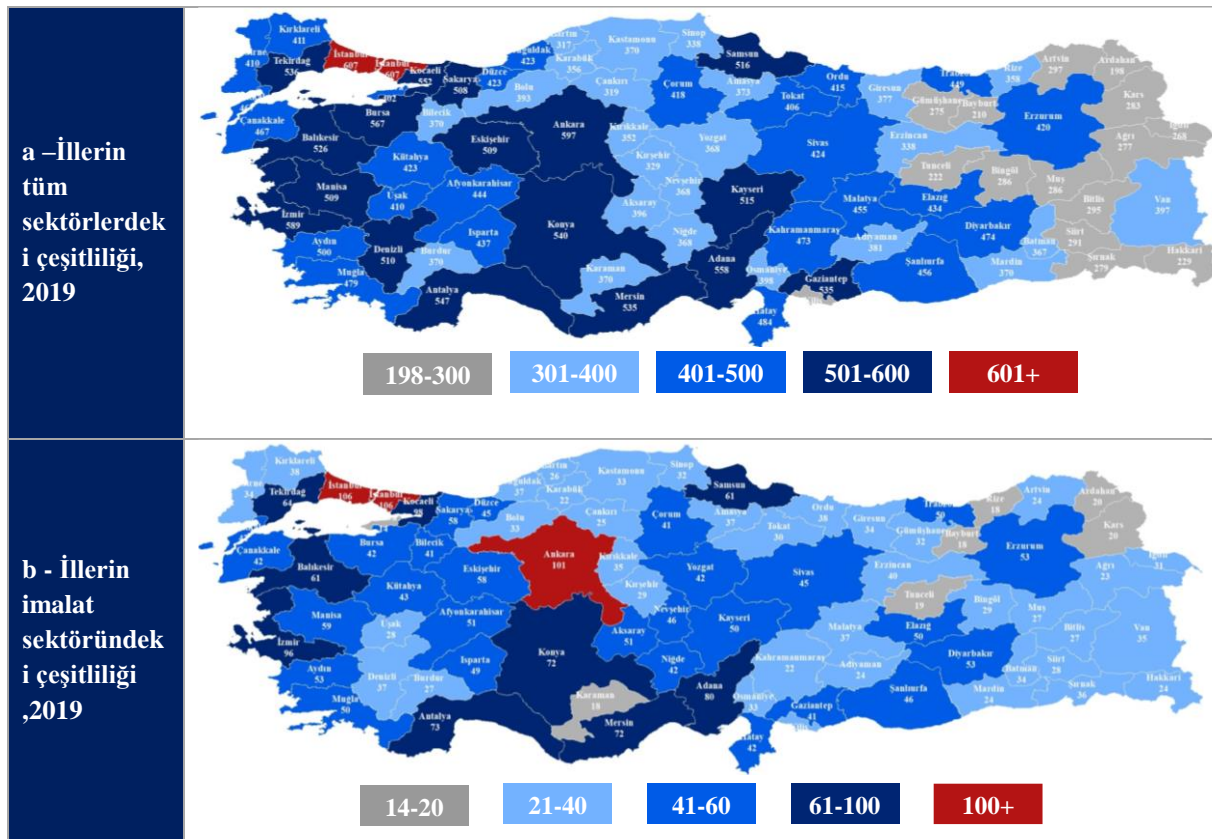 a –İllerin
tüm
sektörlerdek
i çeşitliliği,
2019
Kırklareli
411
410
Tekirdağ
536
İstanbul
607
İstanbul
607
Kocaeli
552
Sakarya
508
Düzce
423
423
317
Karabük
356
Kastamonu
370
Sinop
338
Samsun
516
Bolu
393
Çankırı
319
Çorum
418
Amasya
373
Ordu
415
Tokat
406
Giresun
377
449
Rize
358
Artvin
297
Ardahan
198
Kars
283
Gümüşhane
275
Bayburt
210
Erzurum
420
Ağrı
277
268
Çanakkale
467
Bursa
567
Bilecik
370
Balıkesir
526
Eskişehir
509
Ankara
597
Kırıkkale
352
Yozgat
368
Sivas
424
Erzincan
338
Tunceli
222
Bingöl
286
Muş
286
Kütahya
423
Kırşehir
329
Nevşehir
368
Kayseri
515
Manisa
509
Uşak
410
Afyonkarahisar
444
Aksaray
396
Malatya
455
Elazığ
434
Bitlis
295
Van
397
İzmir
589
Isparta
437
Konya
540
Niğde
368
Kahramanmaraş
473
Diyarbakır
474
Batman
367
Siirt
291
Aydın
500
Denizli
510
Burdur
370
Adıyaman
381
Şanlıurfa
456
Mardin
370
Şırnak
279
Hakkari
229
Muğla
479
Antalya
547
Karaman
370
Mersin
535
Adana
558
Osmaniye
398
Gaziantep
535
Hatay
484
198-300
301-400
401-500
501-600
601+
b - İllerin
imalat
sektöründek
i çeşitliliği
,2019
Kırklareli
38
34
Tekirdağ
64
İstanbul
106
İstanbul
106
Kocaeli
98
Sakarya
58
Düzce
45
37
26
Karabük
22
Kastamonu
33
Sinop
32
Samsun
61
Bolu
33
Çankırı
25
Çorum
41
Amasya
37
Tokat
30
Ordu
38
Giresun
34
50
Rize
18
Artvin
24
Ardahan
20
Kars
20
Gümüşhane
32
Bayburt
18
Erzurum
53
Ağrı
23
31
Çanakkale
42
Bursa
42
Bilecik
41
Balıkesir
61
Eskişehir
58
Ankara
101
Kırıkkale
35
Yozgat
42
Sivas
45
Erzincan
40
Tunceli
19
Bingöl
29
Muş
27
Kütahya
43
Kırşehir
29
Nevşehir
46
Kayseri
50
Manisa
59
Uşak
28
Afyonkarahisar
51
Aksaray
51
Malatya
37
Elazığ
50
Bitlis
27
Van
35
İzmir
96
Isparta
49
Konya
72
Niğde
42
Kahramanmaraş
22
Adıyaman
24
Diyarbakır
53
Batman
34
Siirt
28
Aydın
53
Denizli
37
Burdur
27
Şanlıurfa
46
Mardin
24
Şırnak
36
Hakkari
24
Muğla
50
Antalya
73
Karaman
18
Mersin
72
Adana
80
Osmaniye
33
Gaziantep
41
Hatay
42
14-20
21-40
41-60
61-100
100+